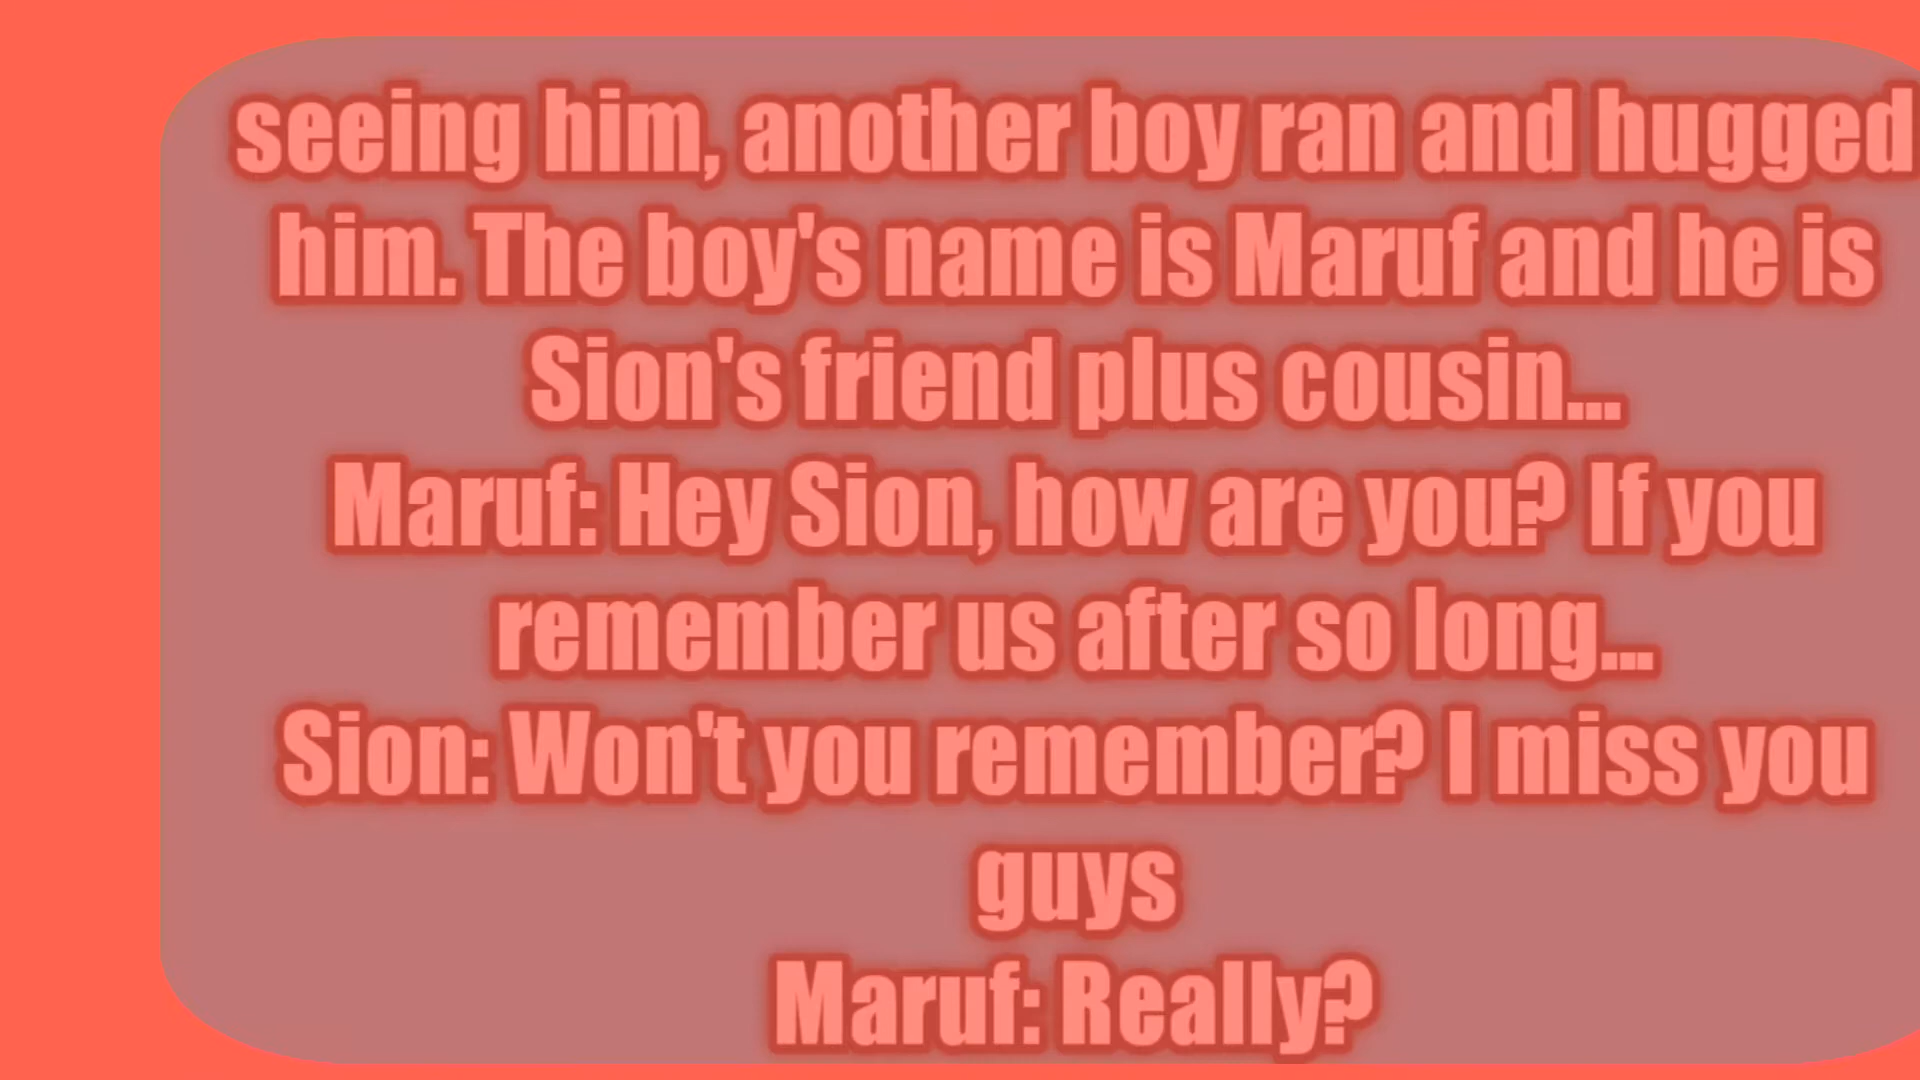 seeing him, another boy ran and hugged
him. The boy's name is Maruf and he is
Sion's friend plus cousin...
Maruf: Hey Sion, how are you? If you
remember us after so long...
Sion: Won't you remember? I miss you
guys
Maruf: Really?